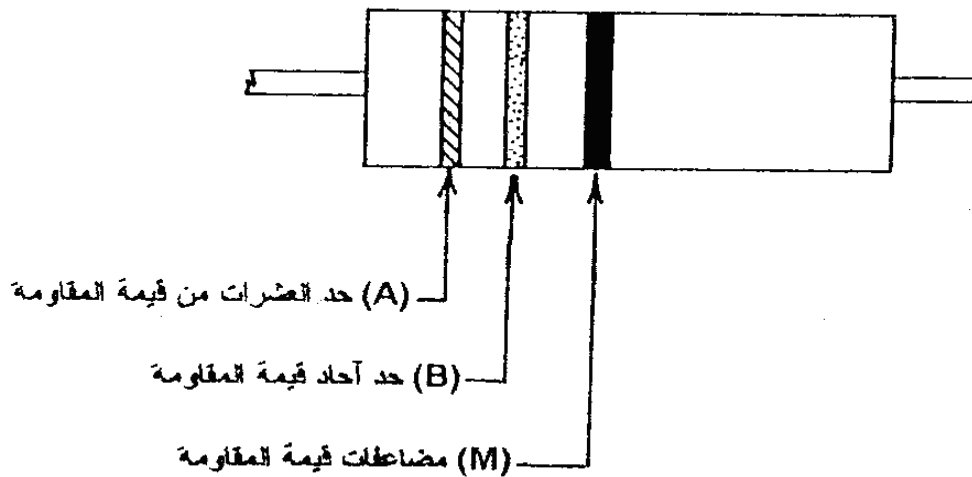 (A) حد العشرات من قيمة المقاومة
(B) حد آحاد قيمة المقاومة
(M) مضاعفات قيمة المقاومة